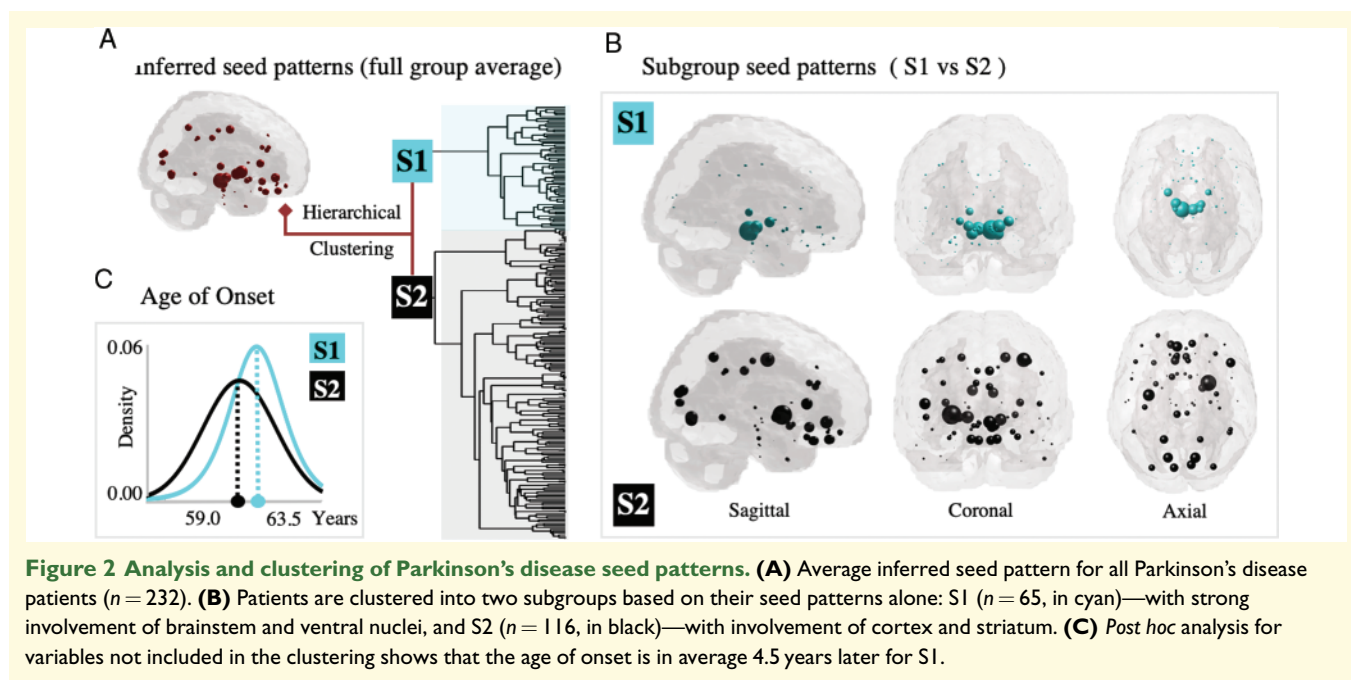 A
Inferred seed patterns (full group average)
S1
Hierarchical
Clustering
S2
C
Age of Onset
0.06
S1
S2
Density
0.00
59.0
63.5 Years
B
Subgroup seed patterns ( S1 vs S2 )
S1
S2
Sagittal
Coronal
Axial
Figure 2 Analysis and clustering of Parkinson's disease seed patterns. (A) Average inferred seed pattern for all Parkinson's disease
patients (n = 232). (B) Patients are clustered into two subgroups based on their seed patterns alone: S1 (n = 65, in cyan)—with strong
involvement of brainstem and ventral nuclei, and S2 (n = 116, in black)—with involvement of cortex and striatum. (C) Post hoc analysis for
variables not included in the clustering shows that the age of onset is in average 4.5 years later for S1.